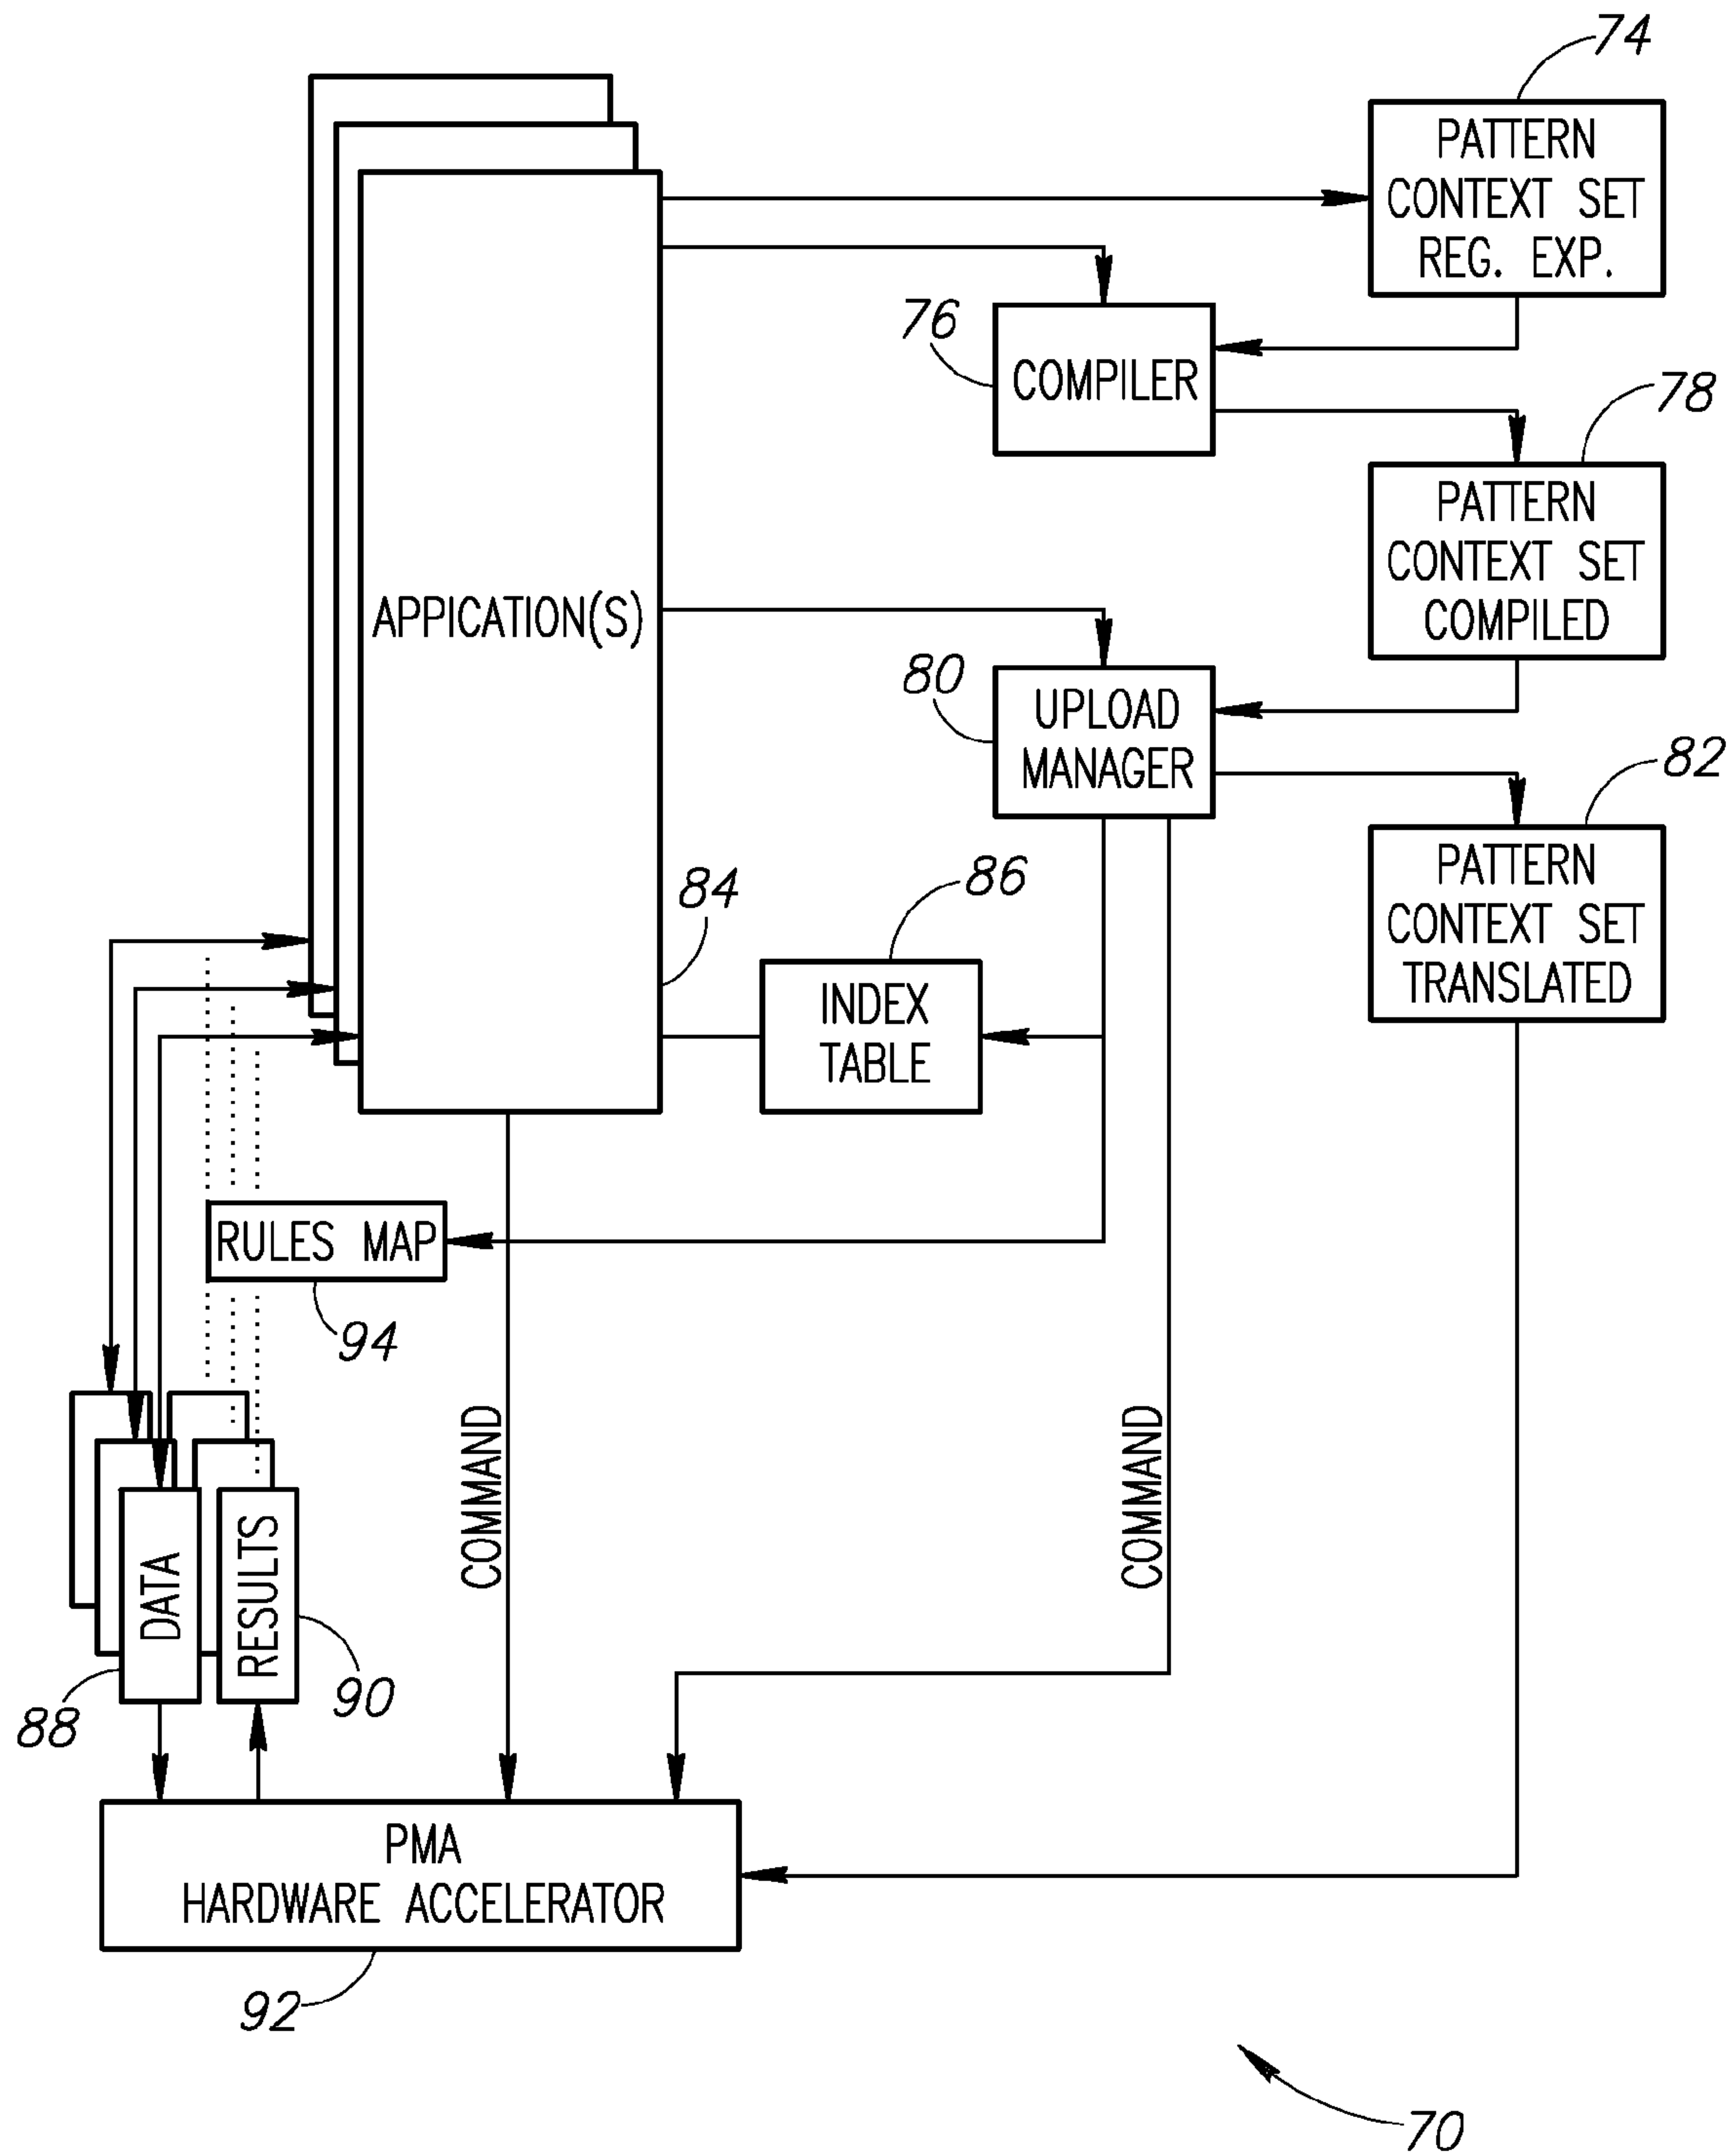 74
PATTERN
CONTEXT SET
REG. EXP.
76
COMPILER
78
PATTERN
CONTEXT SET
COMPILED
APPICATION(S)
80
UPLOAD
MANAGER
82
PATTERN
CONTEXT SET
TRANSLATED
84
86
INDEX
TABLE
RULES MAP
94
COMMAND
COMMAND
DATA
RESULTS
88
90
PMA
HARDWARE ACCELERATOR
92
70